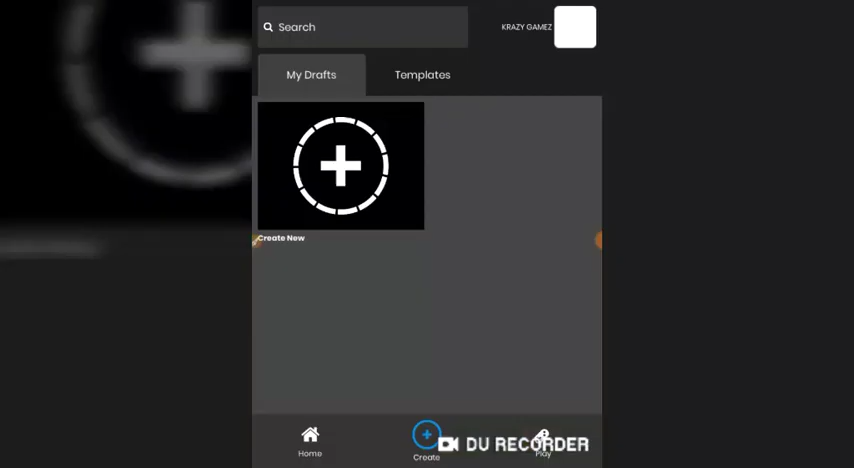 Search
KRAZY GAMEZ
My Drafts
Templates
Create New
Home
Create
Play
DU RECORDER